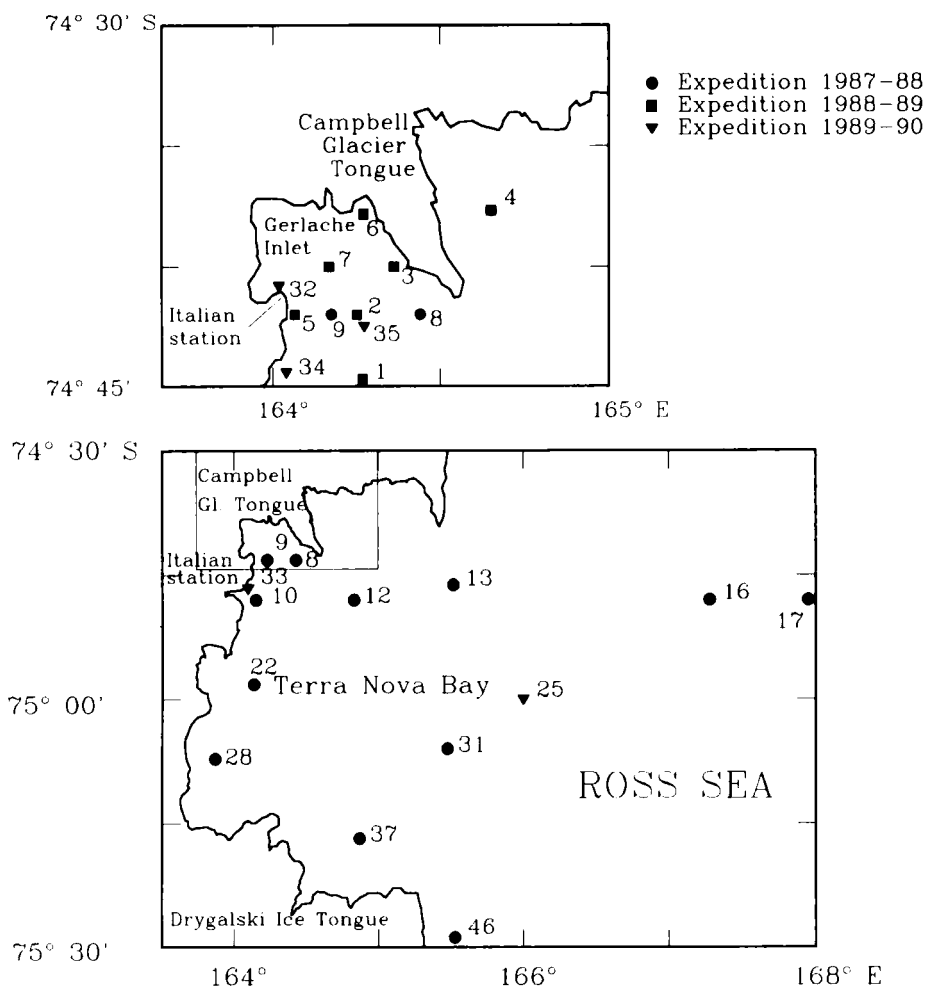 74° 30' S
● Expedition 1987-88
■ Expedition 1988-89
▼ Expedition 1989-90
Campbell
Glacier
Tongue
4
Gerlache
Inlet
6
7
3
32
Italian
station
5
9
2
35
8
34
1
74° 45'
164°
165° E
74° 30' S
Campbell
Gl. Tongue
9
8
Italian
station
33
10
12
13
16
17
22
Terra Nova Bay
25
75° 00'
28
31
ROSS SEA
37
Drygalski Ice Tongue
46
75° 30'
164°
166°
168° E